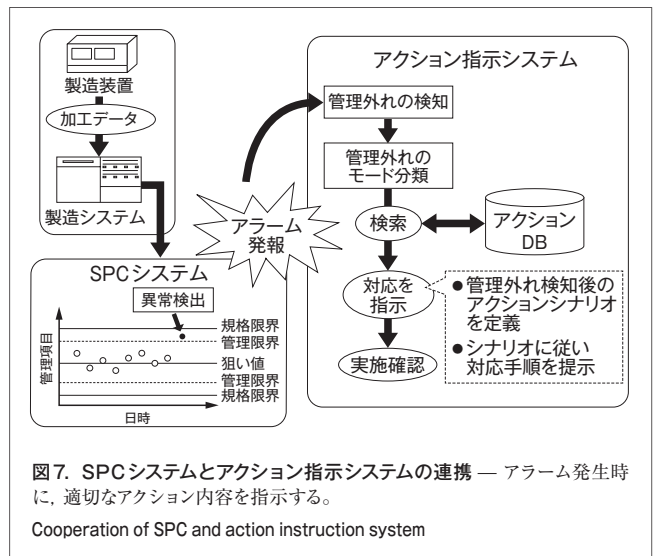 製造装置
加工データ
製造システム
SPCシステム
異常検出
規格限界
管理限界
狙い値
管理限界
規格限界
管理項目
日時
アラーム
発報
アクション指示システム
管理外れの検知
管理外れの
モード分類
検索
アクション
DB
対応を
指示
●管理外れ検知後の
アクションシナリオ
を定義
●シナリオに従い
対応手順を提示
実施確認
図7. SPCシステムとアクション指示システムの連携 — アラーム発生時
に,適切なアクション内容を指示する。
Cooperation of SPC and action instruction system